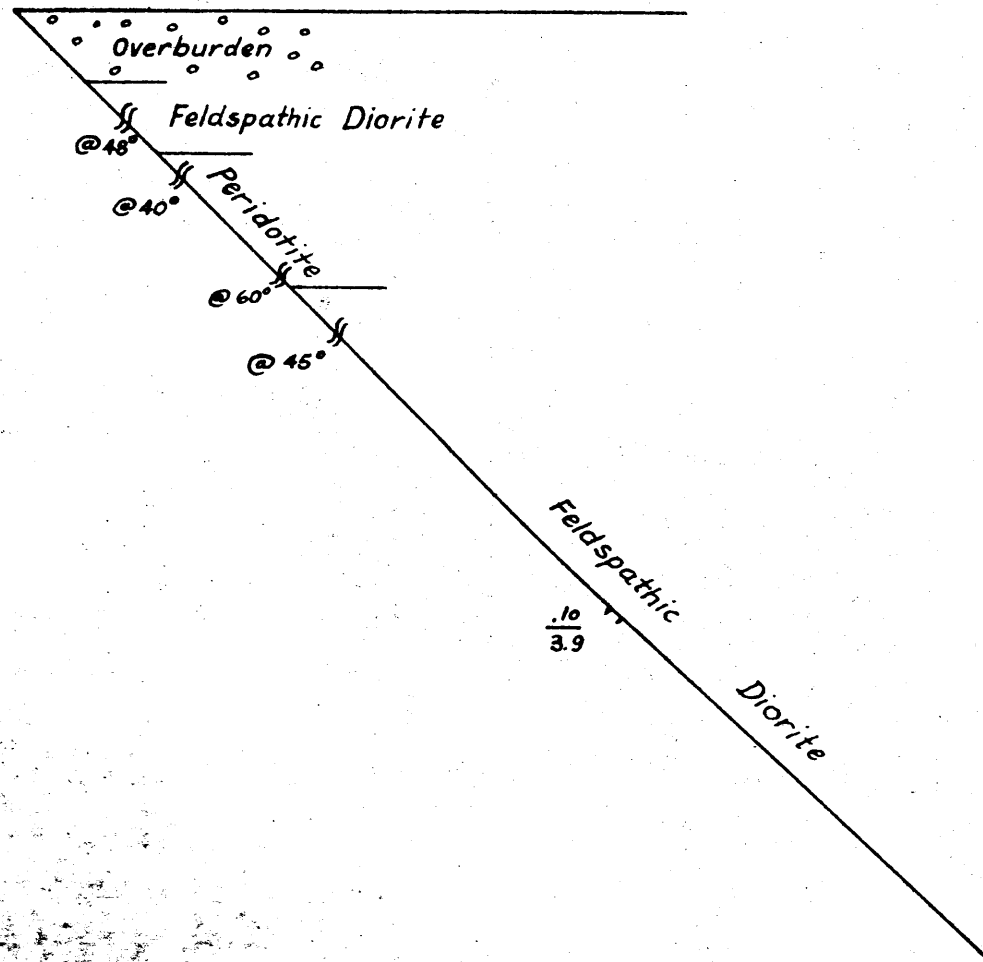 Overburden
Feldspathic Diorite
@ 48°
@ 40°
Peridotite
@ 60°
@ 45°
Feldspathic
.10
3.9
Diorite